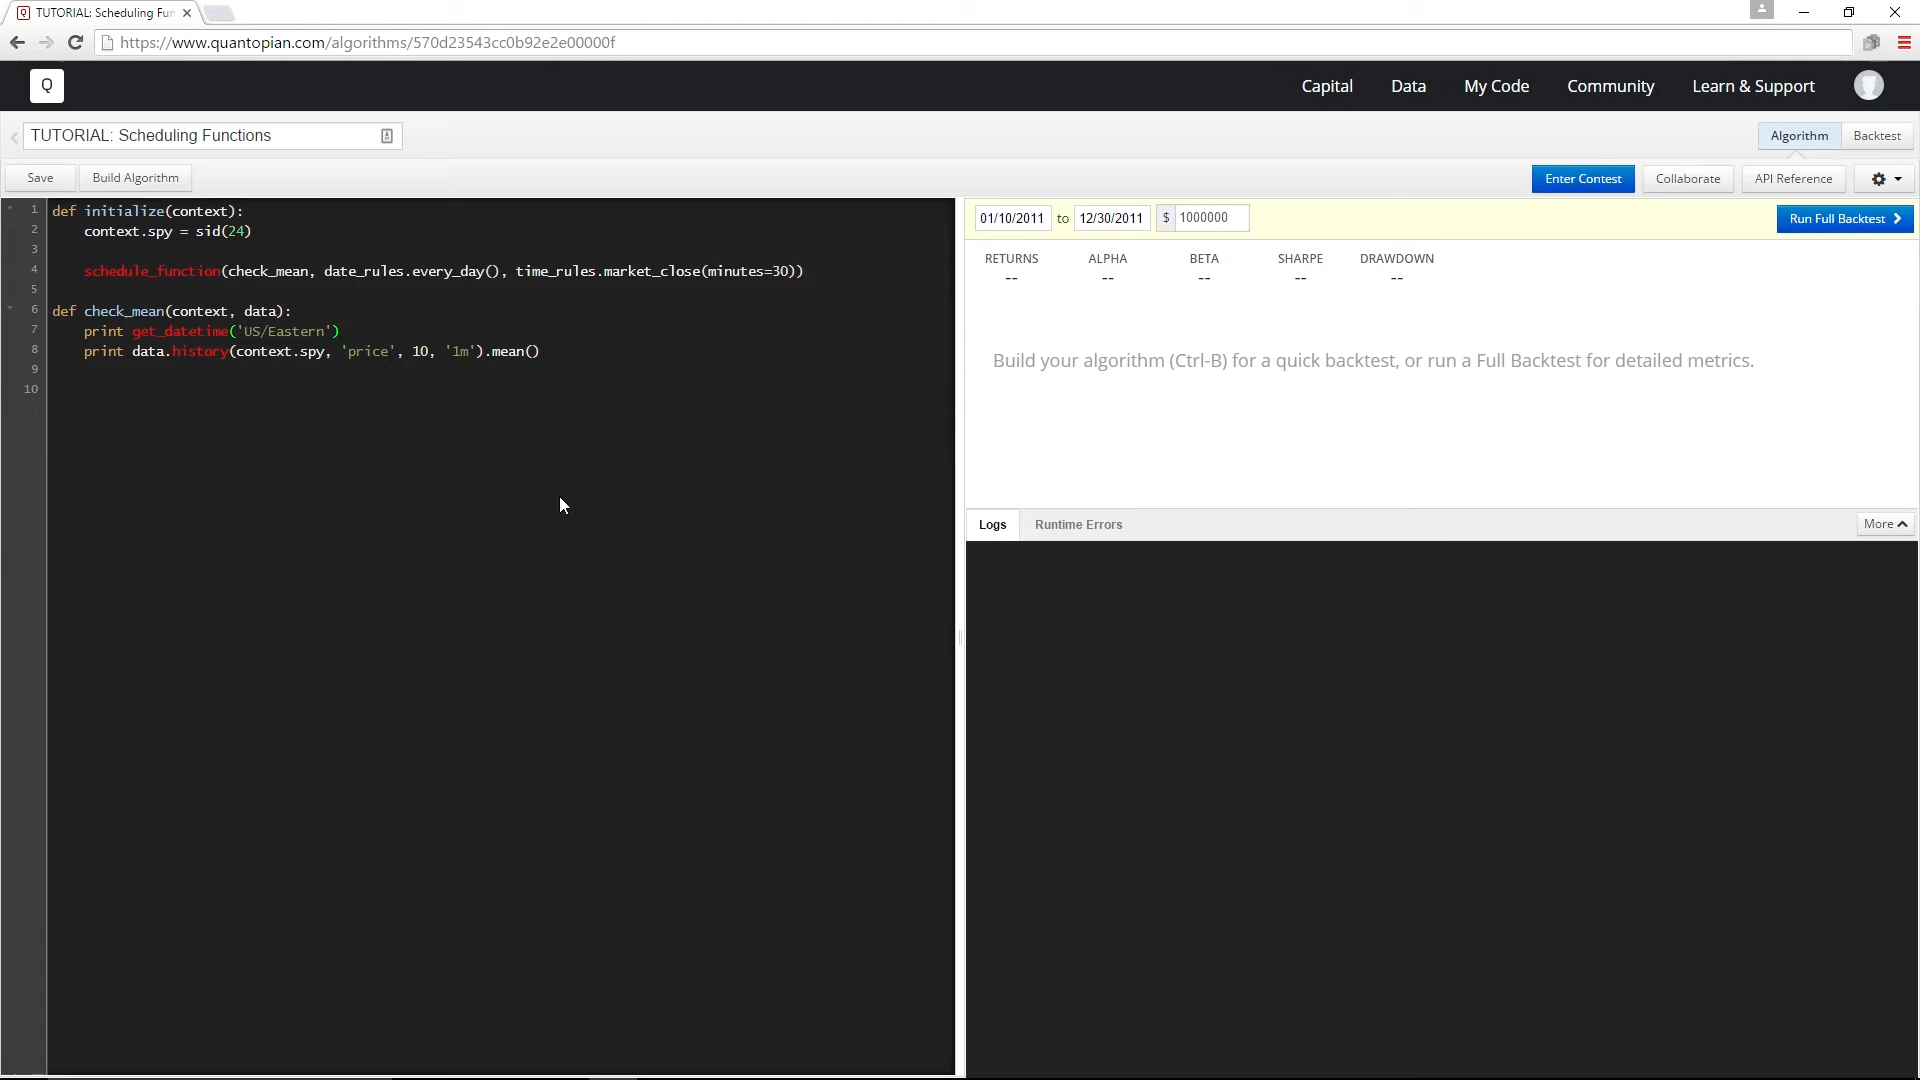 TUTORIAL: Scheduling Fun
https://www.quantopian.com/algorithms/570d23543cc0b92e2e00000f
Q
Capital
Data
My Code
Community
Learn & Support
TUTORIAL: Scheduling Functions
Algorithm
Backtest
Save
Build Algorithm
Enter Contest
Collaborate
API Reference
1 def initialize(context):
2 context.spy = sid(24)
3
4 schedule_function(check_mean, date_rules.every_day(), time_rules.market_close(minutes=30))
5
6 def check_mean(context, data):
7 print get_datetime('US/Eastern')
8 print data.history(context.spy, 'price', 10, '1m').mean()
9
10
01/10/2011 to 12/30/2011 $ 1000000
Run Full Backtest
RETURNS ALPHA BETA SHARPE DRAWDOWN
-- -- -- -- --
Build your algorithm (Ctrl-B) for a quick backtest, or run a Full Backtest for detailed metrics.
Logs
Runtime Errors
More